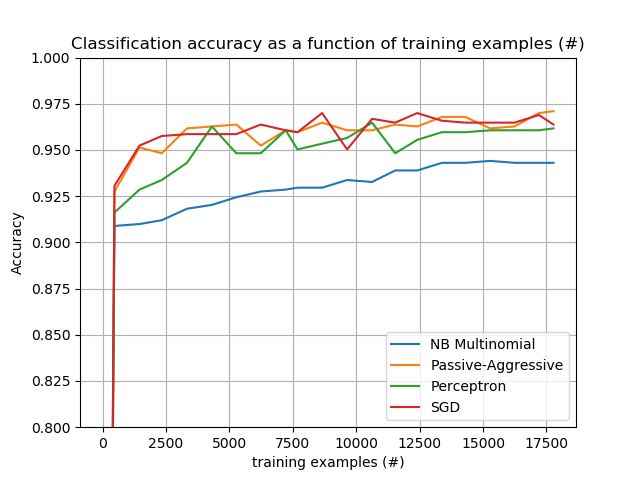 Classification accuracy as a function of training examples (#)
1.000
0.975
0.950
0.925
0.900
0.875
0.850
0.825
0.800
Accuracy
0 2500 5000 7500 10000 12500 15000 17500
training examples (#)
NB Multinomial
Passive-Aggressive
Perceptron
SGD